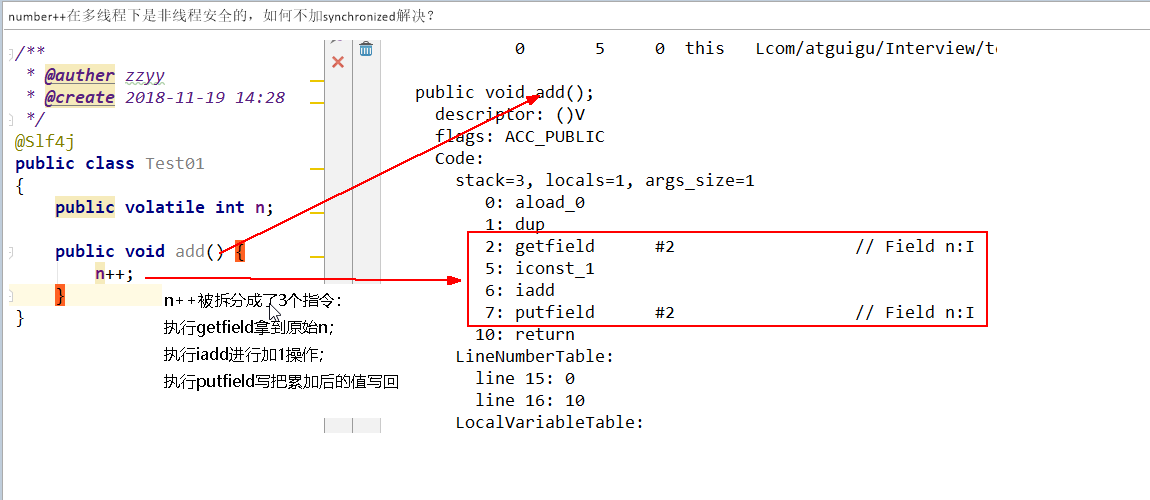 number++在多线程下是非线程安全的，如何不加synchronized解决？
/**
* @auther zzyy
* @create 2018-11-19 14:28
*/
@Slf4j
public class Test01
{
public volatile int n;
public void add() {
n++;
}
}
n++被拆分成了3个指令:
执行getfield拿到原始n;
执行iadd进行加1操作;
执行putfield写把累加后的值写回
0 5 0 this Lcom/atguigu/Interview/te
public void add();
descriptor: ()V
flags: ACC_PUBLIC
Code:
stack=3, locals=1, args_size=1
0: aload_0
1: dup
2: getfield #2 // Field n:I
5: iconst_1
6: iadd
7: putfield #2 // Field n:I
10: return
LineNumberTable:
line 15: 0
line 16: 10
LocalVariableTable: